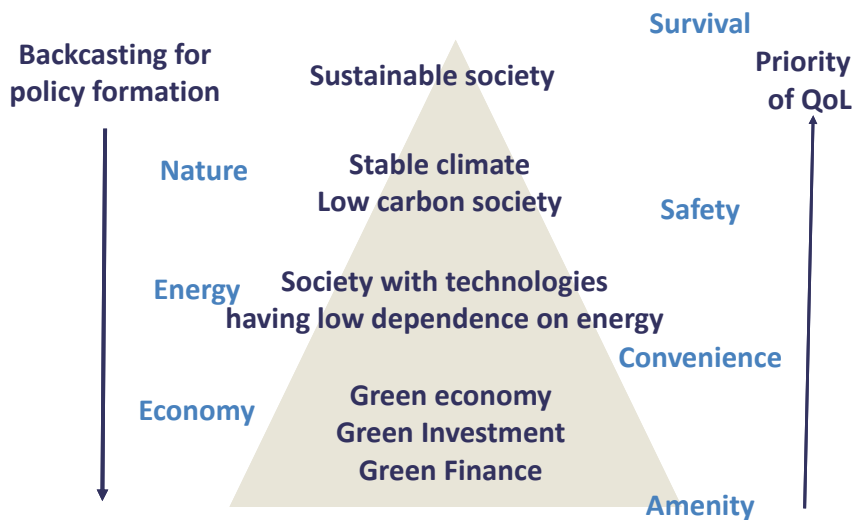 Backcasting for
policy formation
Survival
Priority
of QoL
Sustainable society
Nature
Stable climate
Low carbon society
Safety
Energy
Society with technologies
having low dependence on energy
Convenience
Economy
Green economy
Green Investment
Green Finance
Amenity